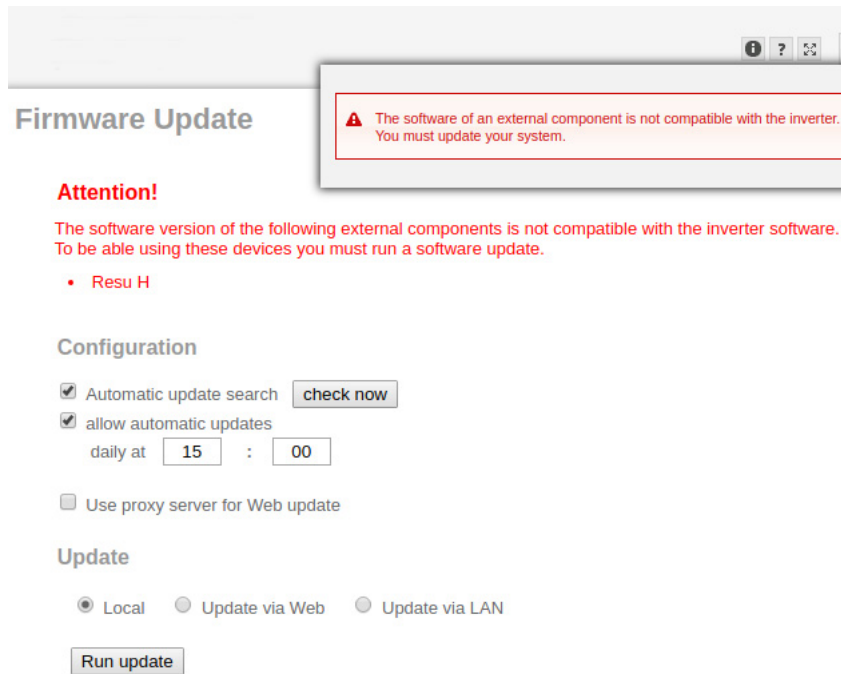 The software of an external component is not compatible with the inverter.
You must update your system.
Firmware Update
Attention!
The software version of the following external components is not compatible with the inverter software.
To be able using these devices you must run a software update.
• Resu H
Configuration
Automatic update search check now
allow automatic updates
daily at 15 : 00
Use proxy server for Web update
Update
Local Update via Web Update via LAN
Run update